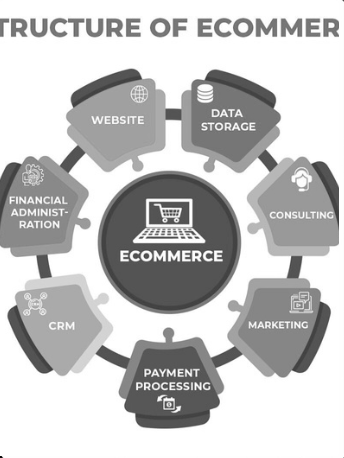 TRUCTURE OF ECOMMER
WEBSITE
DATA
STORAGE
FINANCIAL
ADMINIST-
RATION
CONSULTING
ECOMMERCE
CRM
MARKETING
PAYMENT
PROCESSING